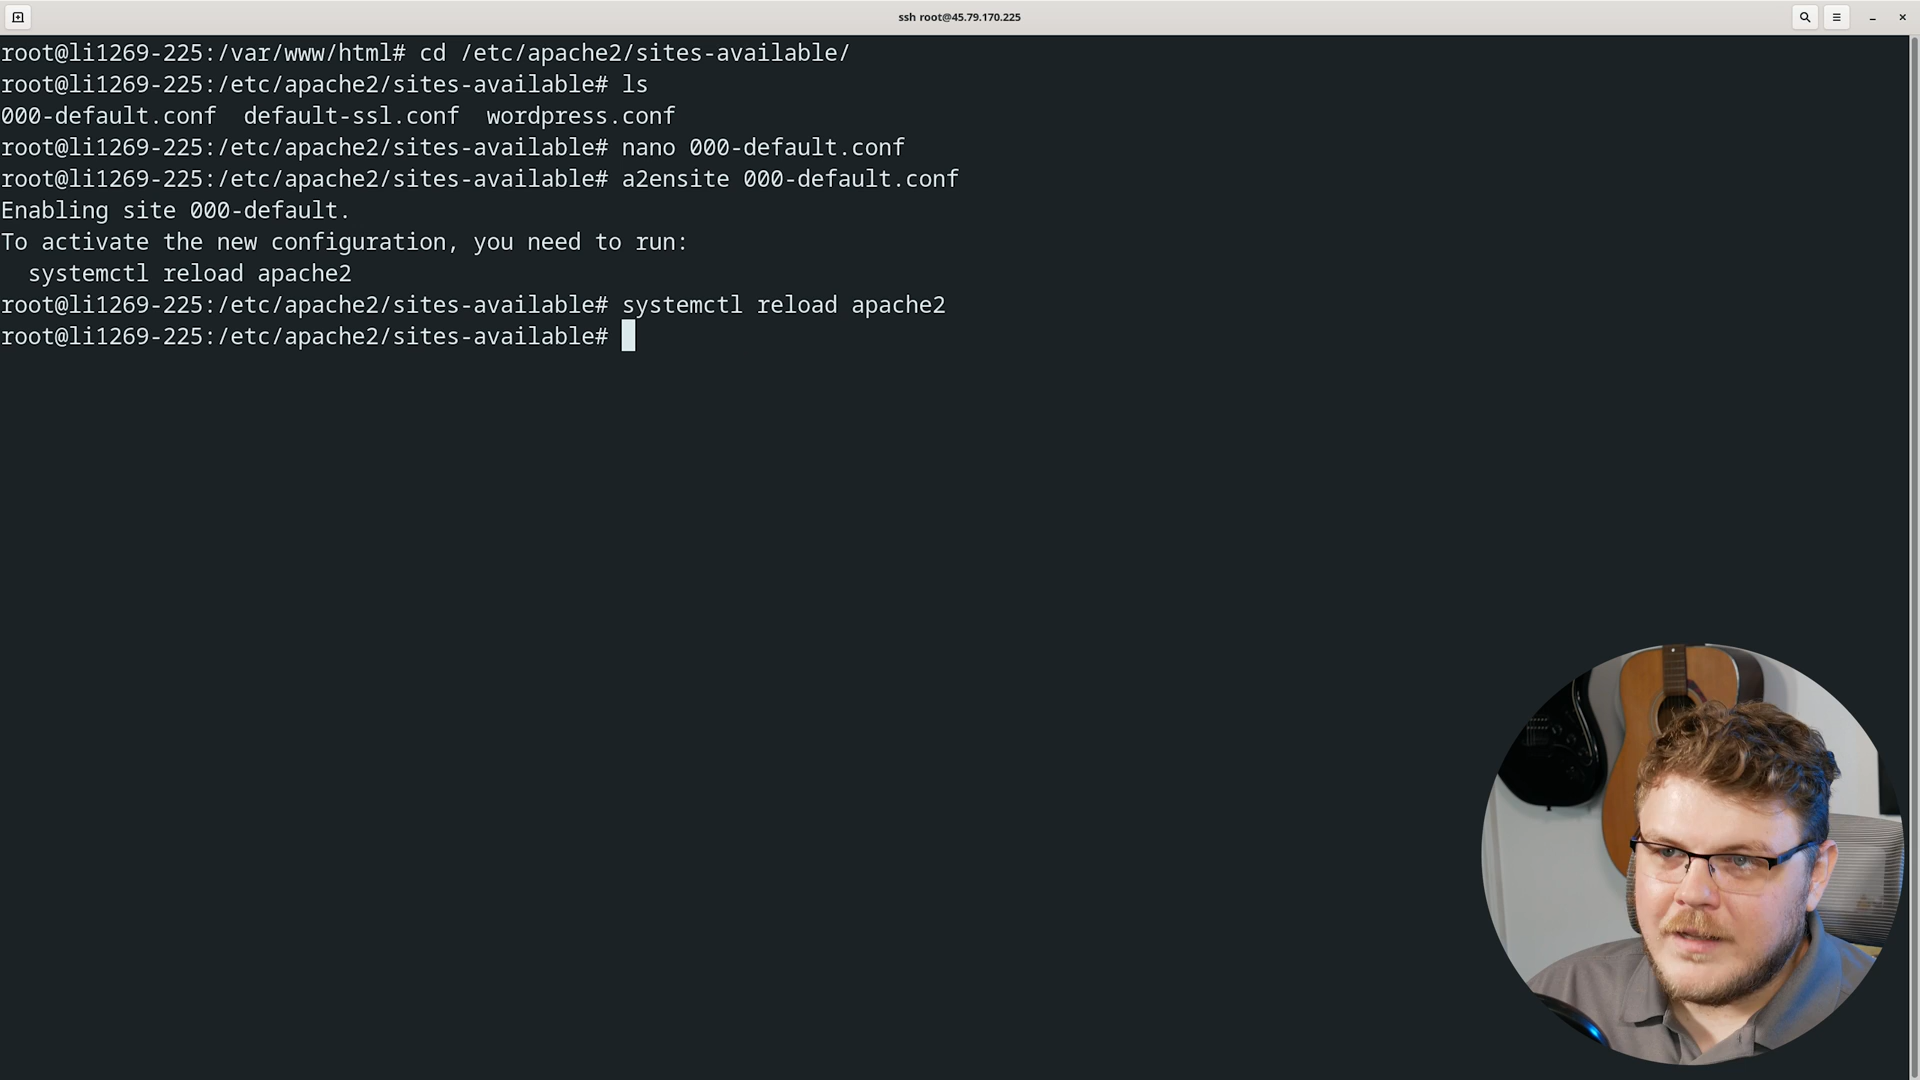 ssh root@45.79.170.225
root@li1269-225:/var/www/html# cd /etc/apache2/sites-available/
root@li1269-225:/etc/apache2/sites-available# ls
000-default.conf  default-ssl.conf  wordpress.conf
root@li1269-225:/etc/apache2/sites-available# nano 000-default.conf
root@li1269-225:/etc/apache2/sites-available# a2ensite 000-default.conf
Enabling site 000-default.
To activate the new configuration, you need to run:
  systemctl reload apache2
root@li1269-225:/etc/apache2/sites-available# systemctl reload apache2
root@li1269-225:/etc/apache2/sites-available#